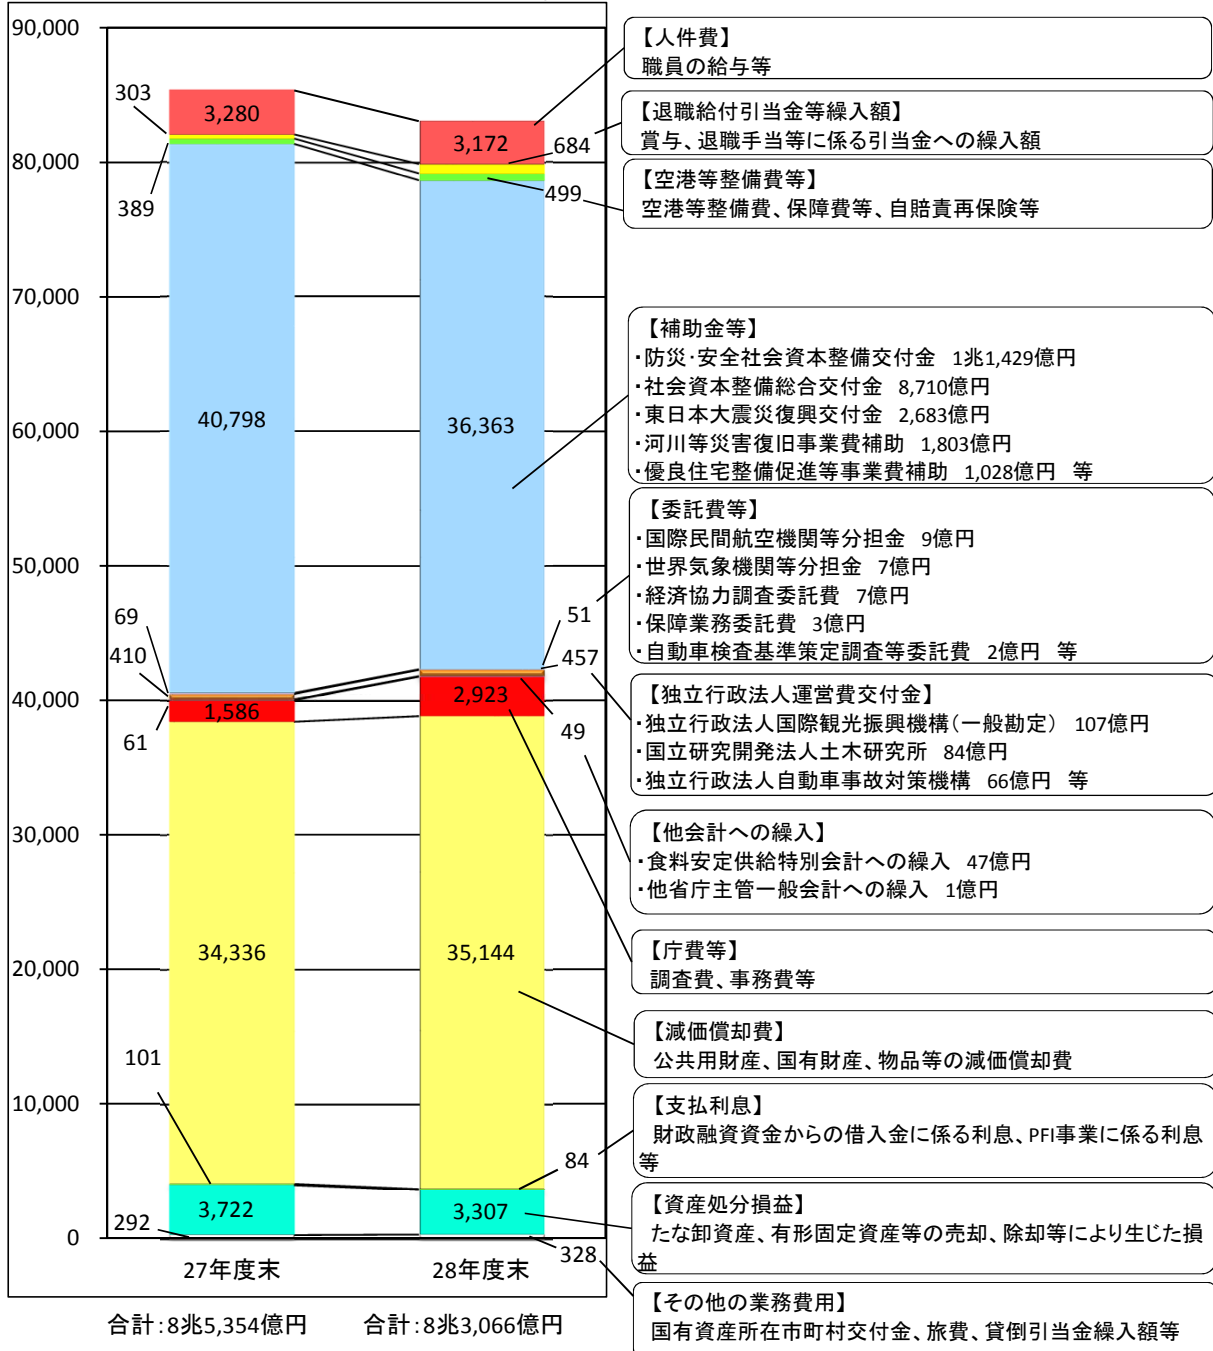 90,000
80,000
70,000
60,000
50,000
40,000
30,000
20,000
10,000
0
303
3,280
389
40,798
69
410
1,586
61
34,336
101
3,722
292
27年度末
合計:8兆5,354億円
3,172
684
499
36,363
51
457
2,923
49
35,144
84
3,307
328
28年度末
合計:8兆3,066億円
【人件費】
職員の給与等
【退職給付引当金等繰入額】
賞与、退職手当等に係る引当金への繰入額
【空港等整備費等】
空港等整備費、保障費等、自賠責再保険等
【補助金等】
・防災・安全社会資本整備交付金 1兆1,429億円
・社会資本整備総合交付金 8,710億円
・東日本大震災復興交付金 2,683億円
・河川等災害復旧事業費補助 1,803億円
・優良住宅整備促進等事業費補助 1,028億円 等
【委託費等】
・国際民間航空機関等分担金 9億円
・世界気象機関等分担金 7億円
・経済協力調査委託費 7億円
・保障業務委託費 3億円
・自動車検査基準策定調査等委託費 2億円 等
【独立行政法人運営費交付金】
・独立行政法人国際観光振興機構(一般勘定) 107億円
・国立研究開発法人土木研究所 84億円
・独立行政法人自動車事故対策機構 66億円 等
【他会計への繰入】
・食料安定供給特別会計への繰入 47億円
・他省庁主管一般会計への繰入 1億円
【庁費等】
調査費、事務費等
【減価償却費】
公共用財産、国有財産、物品等の減価償却費
【支払利息】
財政融資資金からの借入金に係る利息、PFI事業に係る利息
等
【資産処分損益】
たな卸資産、有形固定資産等の売却、除却等により生じた損
益
【その他の業務費用】
国有資産所在市町村交付金、旅費、貸倒引当金繰入額等